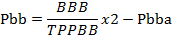 Pbb = BBB / TPPBB x2 − Pbba